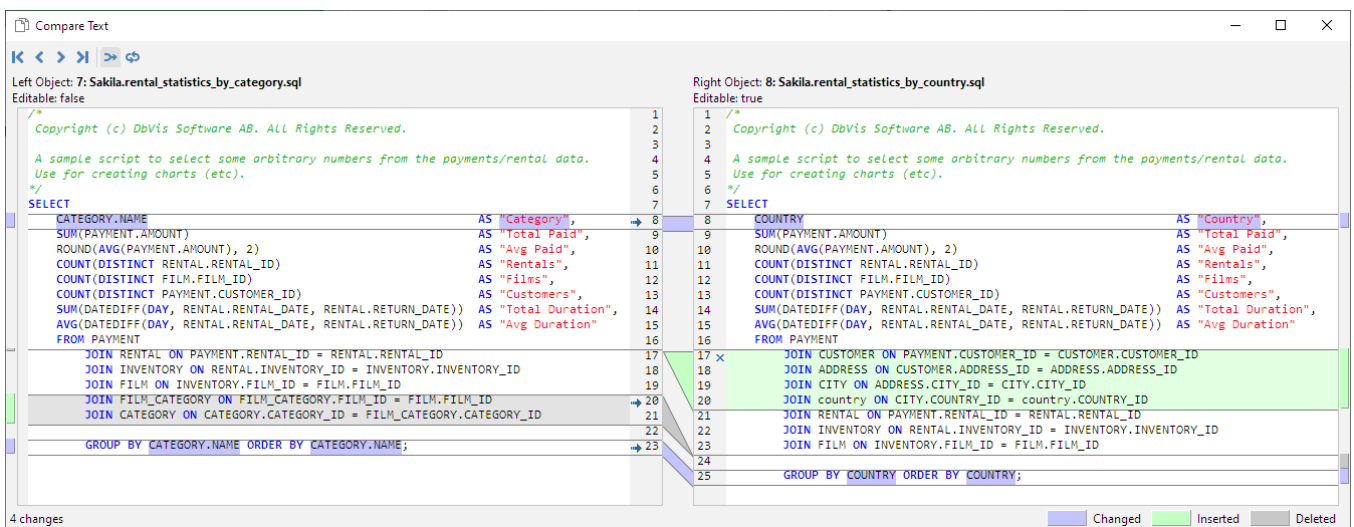 Compare Text
Left Object: 7: Sakila.rental_statistics_by_category.sql
Editable: false
1 /*
2 Copyright (c) DbVis Software AB. All Rights Reserved.
3
4 A sample script to select some arbitrary numbers from the payments/rental data.
5 Use for creating charts (etc).
6 */
7 SELECT
8 CATEGORY.NAME AS "Category",
9 SUM(PAYMENT.AMOUNT) AS "Total Paid",
10 ROUND(AVG(PAYMENT.AMOUNT), 2) AS "Avg Paid",
11 COUNT(DISTINCT RENTAL.RENTAL_ID) AS "Rentals",
12 COUNT(DISTINCT FILM.FILM_ID) AS "Films",
13 COUNT(DISTINCT PAYMENT.CUSTOMER_ID) AS "Customers",
14 SUM(DATEDIFF(DAY, RENTAL.RENTAL_DATE, RENTAL.RETURN_DATE)) AS "Total Duration",
15 AVG(DATEDIFF(DAY, RENTAL.RENTAL_DATE, RENTAL.RETURN_DATE)) AS "Avg Duration"
16 FROM PAYMENT
17 JOIN RENTAL ON PAYMENT.RENTAL_ID = RENTAL.RENTAL_ID
18 JOIN INVENTORY ON RENTAL.INVENTORY_ID = INVENTORY.INVENTORY_ID
19 JOIN FILM ON INVENTORY.FILM_ID = FILM.FILM_ID
20 JOIN FILM_CATEGORY ON FILM_CATEGORY.FILM_ID = FILM.FILM_ID
21 JOIN CATEGORY ON CATEGORY.CATEGORY_ID = FILM_CATEGORY.CATEGORY_ID
22
23 GROUP BY CATEGORY.NAME ORDER BY CATEGORY.NAME;
Right Object: 8: Sakila.rental_statistics_by_country.sql
Editable: true
1 /*
2 Copyright (c) DbVis Software AB. All Rights Reserved.
3
4 A sample script to select some arbitrary numbers from the payments/rental data.
5 Use for creating charts (etc).
6 */
7 SELECT
8 COUNTRY AS "Country",
9 SUM(PAYMENT.AMOUNT) AS "Total Paid",
10 ROUND(AVG(PAYMENT.AMOUNT), 2) AS "Avg Paid",
11 COUNT(DISTINCT RENTAL.RENTAL_ID) AS "Rentals",
12 COUNT(DISTINCT FILM.FILM_ID) AS "Films",
13 COUNT(DISTINCT PAYMENT.CUSTOMER_ID) AS "Customers",
14 SUM(DATEDIFF(DAY, RENTAL.RENTAL_DATE, RENTAL.RETURN_DATE)) AS "Total Duration",
15 AVG(DATEDIFF(DAY, RENTAL.RENTAL_DATE, RENTAL.RETURN_DATE)) AS "Avg Duration"
16 FROM PAYMENT
17 JOIN CUSTOMER ON PAYMENT.CUSTOMER_ID = CUSTOMER.CUSTOMER_ID
18 JOIN ADDRESS ON CUSTOMER.ADDRESS_ID = ADDRESS.ADDRESS_ID
19 JOIN CITY ON ADDRESS.CITY_ID = CITY.CITY_ID
20 JOIN country ON CITY.COUNTRY_ID = country.COUNTRY_ID
21 JOIN RENTAL ON PAYMENT.RENTAL_ID = RENTAL.RENTAL_ID
22 JOIN INVENTORY ON RENTAL.INVENTORY_ID = INVENTORY.INVENTORY_ID
23 JOIN FILM ON INVENTORY.FILM_ID = FILM.FILM_ID
24
25 GROUP BY COUNTRY ORDER BY COUNTRY;
4 changes
Changed Inserted Deleted